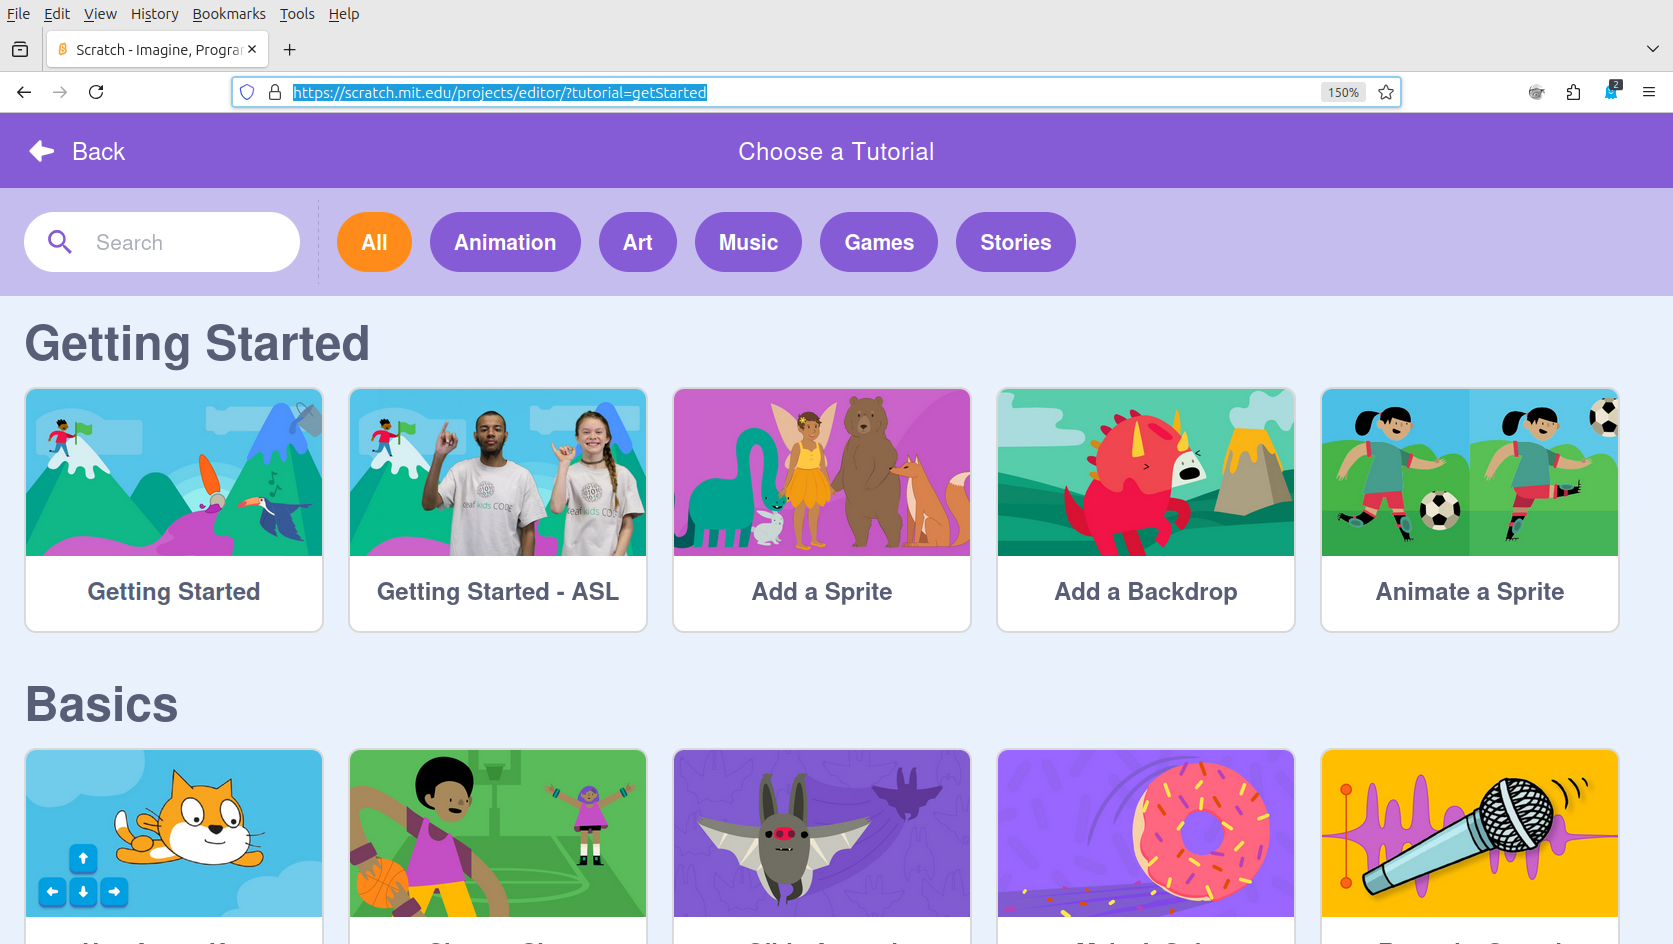 File Edit View History Bookmarks Tools Help
Scratch - Imagine, Progra
https://scratch.mit.edu/projects/editor/?tutorial=getStarted
150%
2
Back
Choose a Tutorial
Search
All
Animation
Art
Music
Games
Stories
Getting Started
Getting Started
Getting Started - ASL
Add a Sprite
Add a Backdrop
Animate a Sprite
Basics